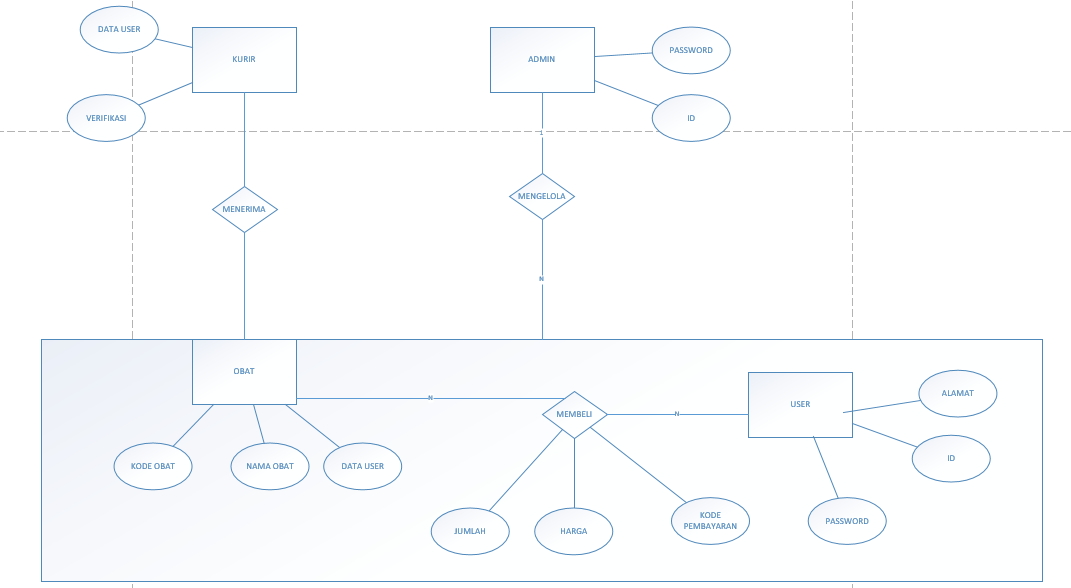 DATA USER
KURIR
ADMIN
PASSWORD
VERIFIKASI
ID
1
MENERIMA
MENGELOLA
N
OBAT
N
MEMBELI
N
USER
ALAMAT
KODE OBAT
NAMA OBAT
DATA USER
ID
JUMLAH
HARGA
KODE
PEMBAYARAN
PASSWORD